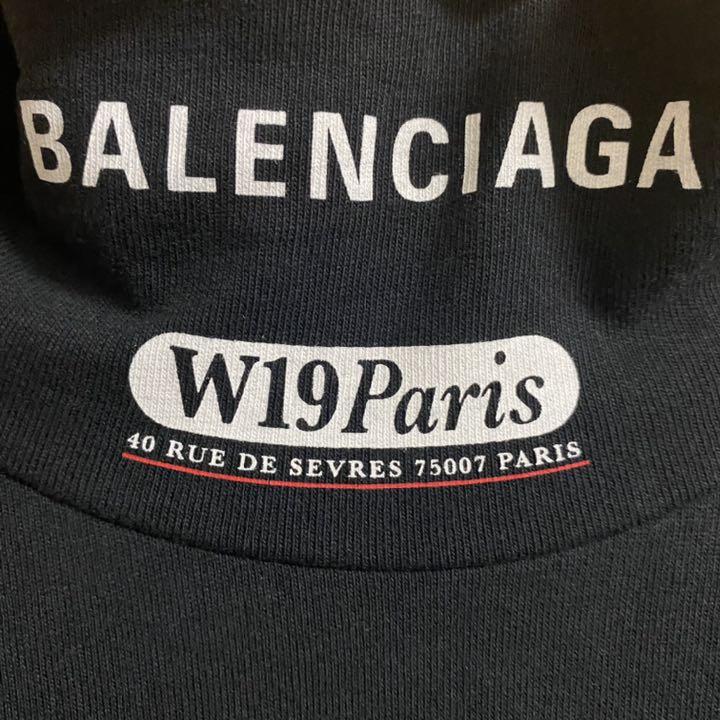 BALENCIAGA
W19Paris
40 RUE DE SEVRES 75007 PARIS